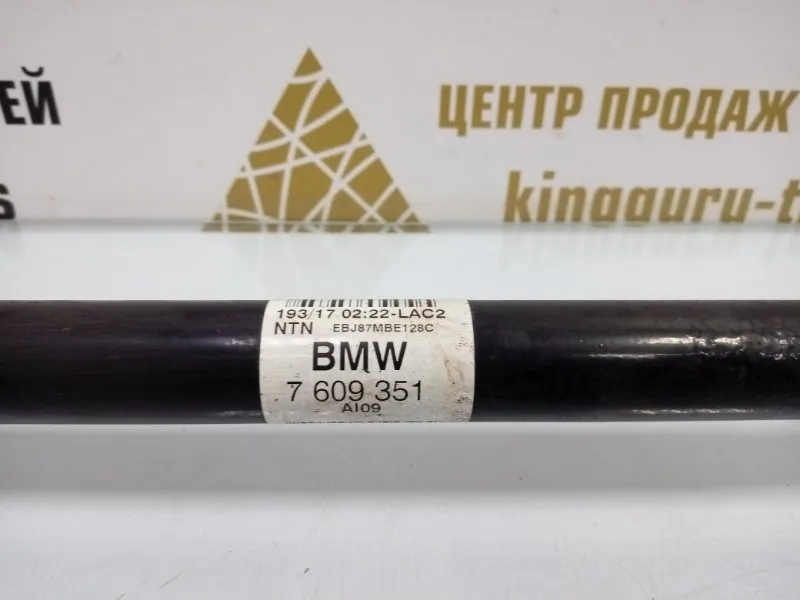 ЕЙ
ЦЕНТР ПРОДАЖ
kingguru-t
193/17 02:22-LAC2
NTN EBJ87MBE128C
BMW
7 609 351
AI09